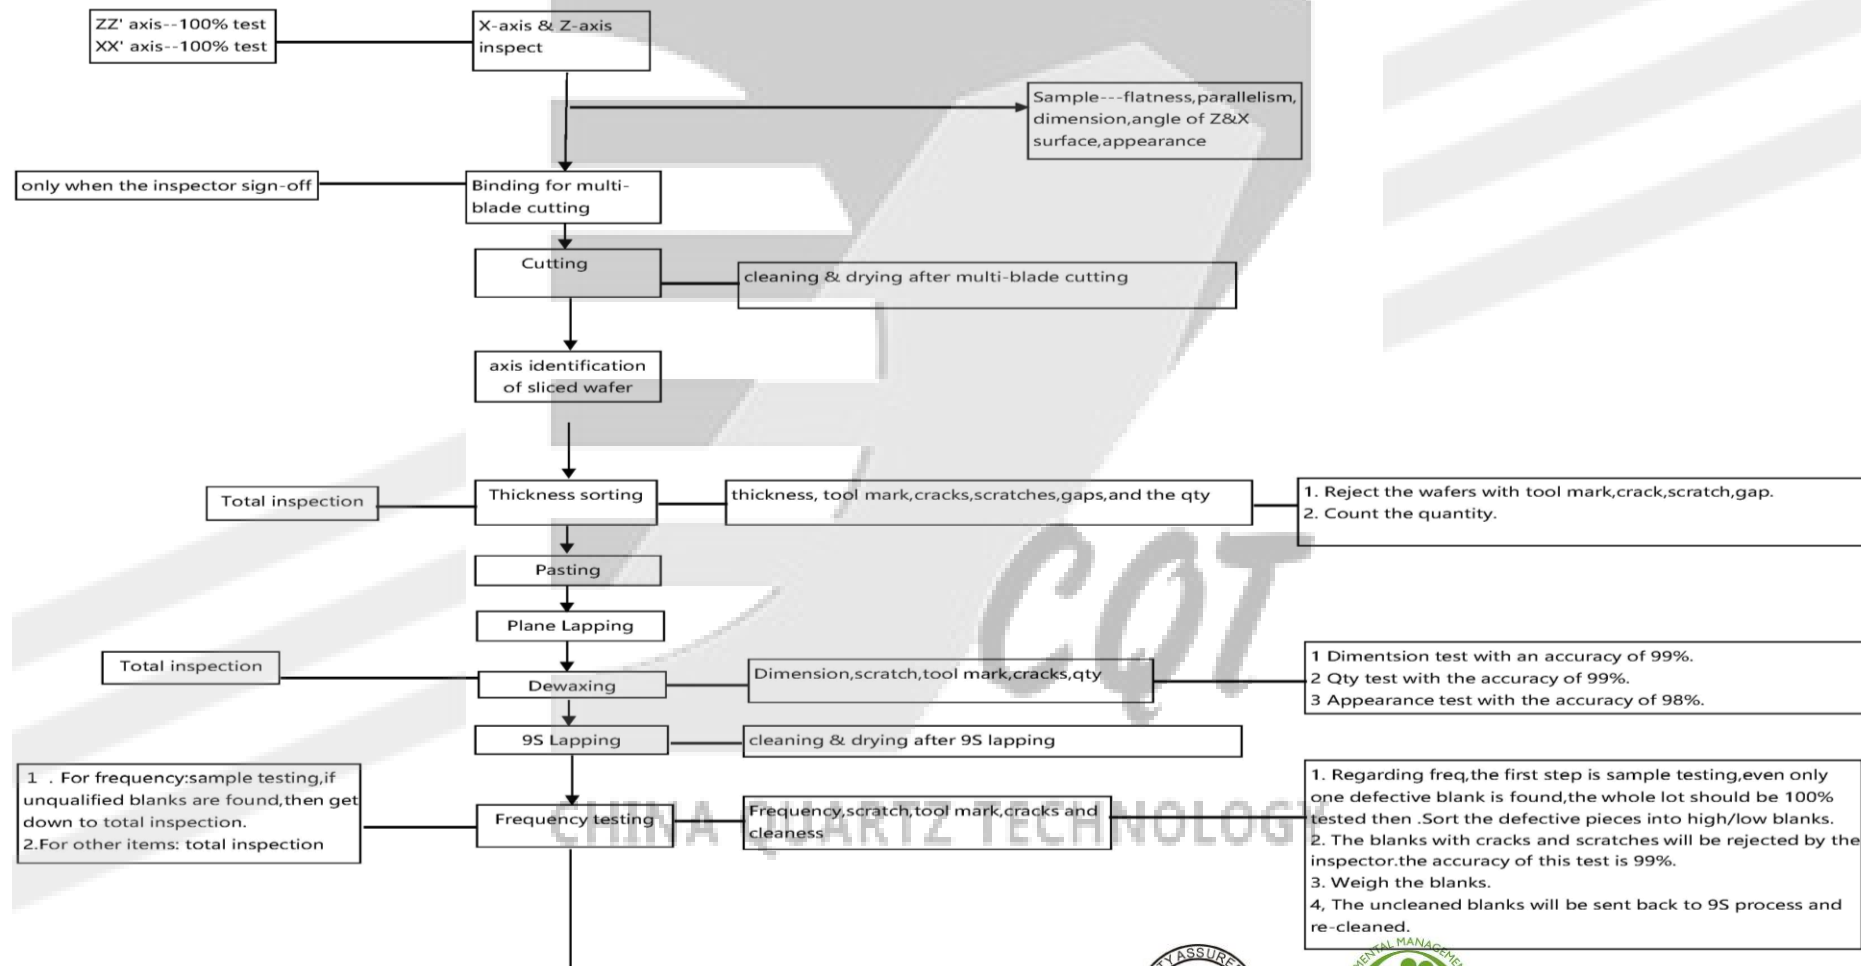 ZZ' axis--100% test
XX' axis--100% test
X-axis & Z-axis
inspect
Sample---flatness,parallelism,
dimension,angle of Z&X
surface,appearance
only when the inspector sign-off
Binding for multi-
blade cutting
Cutting
cleaning & drying after multi-blade cutting
axis identification
of sliced wafer
Total inspection
Thickness sorting
thickness, tool mark,cracks,scratches,gaps,and the qty
1. Reject the wafers with tool mark,crack,scratch,gap.
2. Count the quantity.
Pasting
Plane Lapping
Total inspection
Dewaxing
Dimension,scratch,tool mark,cracks,qty
1 Dimentsion test with an accuracy of 99%.
2 Qty test with the accuracy of 99%.
3 Appearance test with the accuracy of 98%.
9S Lapping
cleaning & drying after 9S lapping
1 . For frequency:sample testing,if
unqualified blanks are found,then get
down to total inspection.
2.For other items: total inspection
Frequency testing
Frequency,scratch,tool mark,cracks and
cleaness
1. Regarding freq,the first step is sample testing,even only
one defective blank is found,the whole lot should be 100%
tested then .Sort the defective pieces into high/low blanks.
2. The blanks with cracks and scratches will be rejected by the
inspector.the accuracy of this test is 99%.
3. Weigh the blanks.
4, The uncleaned blanks will be sent back to 9S process and
re-cleaned.
CQT
CHINA QUARTZ TECHNOLOGY